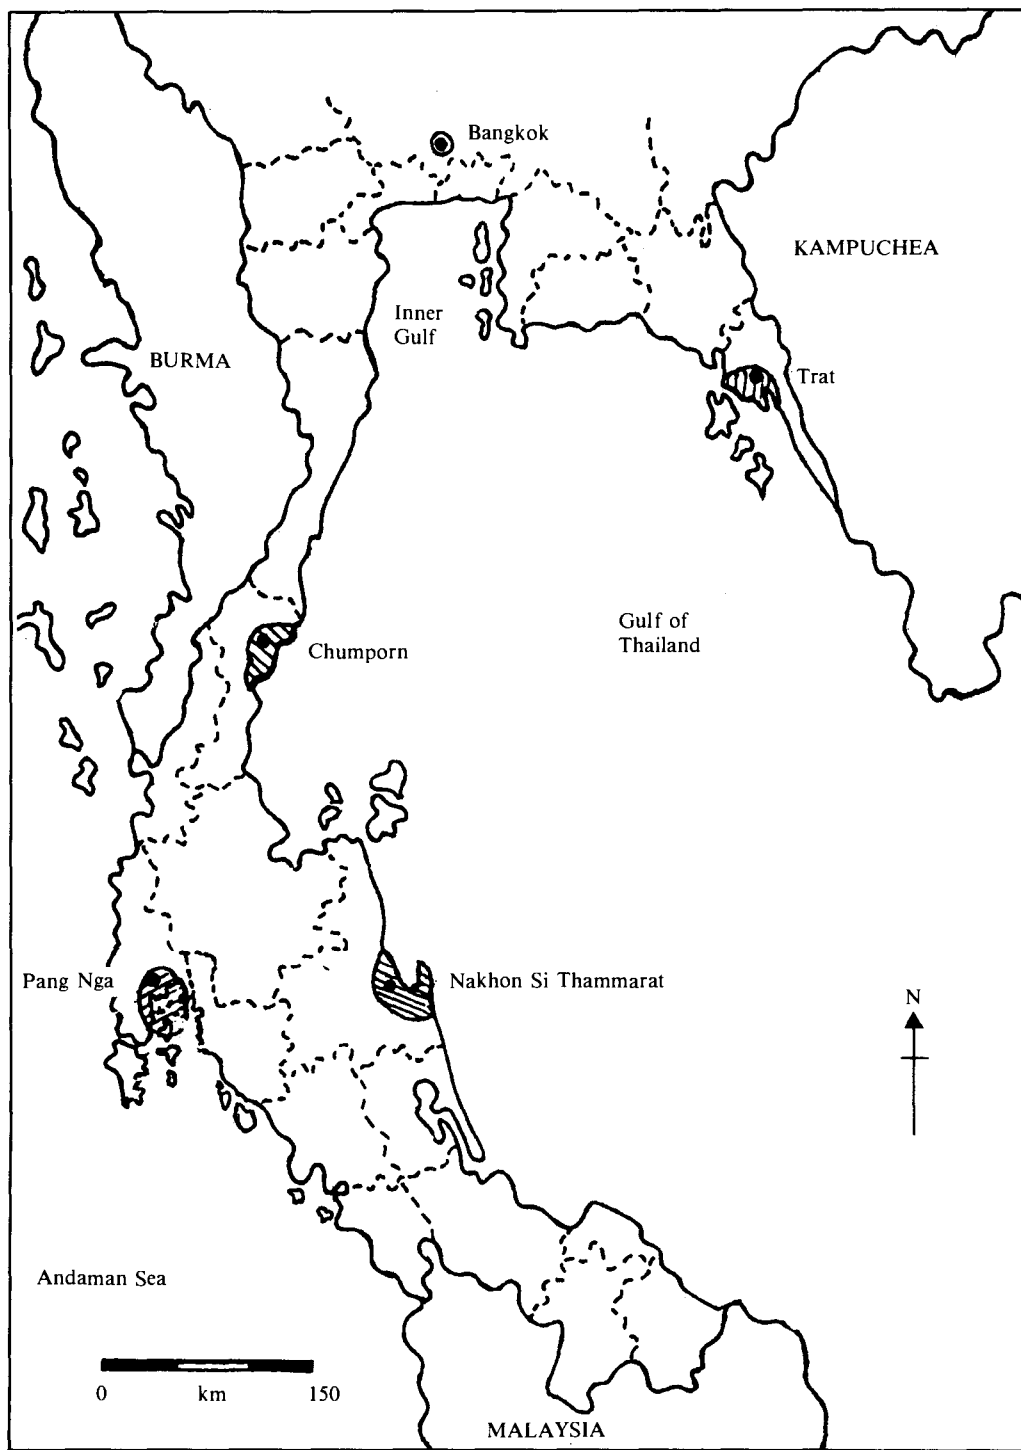 Bangkok
KAMPUCHEA
Inner
Gulf
BURMA
Trat
Gulf of
Thailand
Chumporn
Pang Nga
Nakhon Si Thammarat
N
Andaman Sea
0 km 150
MALAYSIA